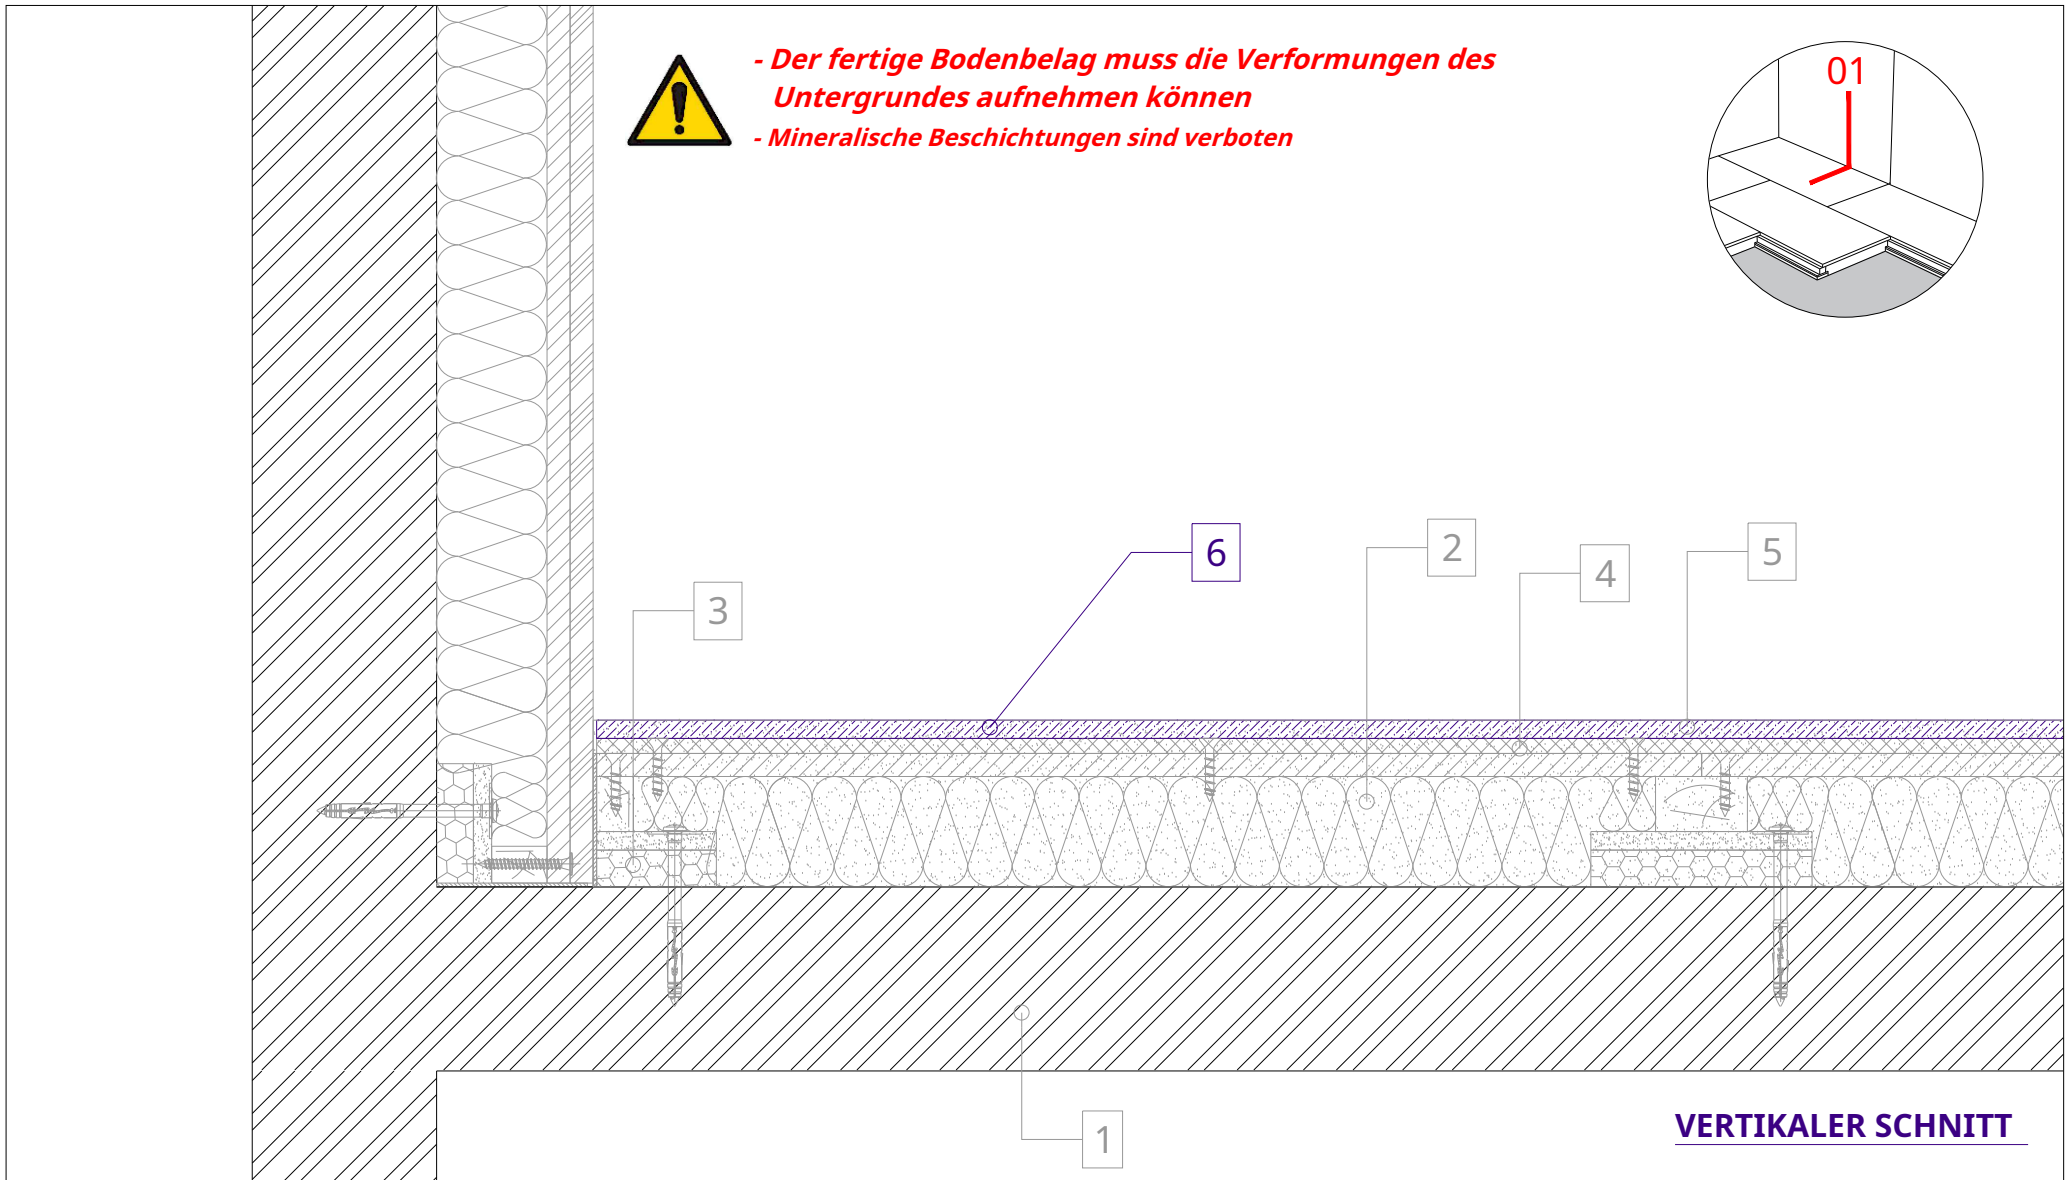 - Der fertige Bodenbelag muss die Verformungen des
Untergrundes aufnehmen können
- Mineralische Beschichtungen sind verboten
01
6
2
5
4
3
1
VERTIKALER SCHNITT